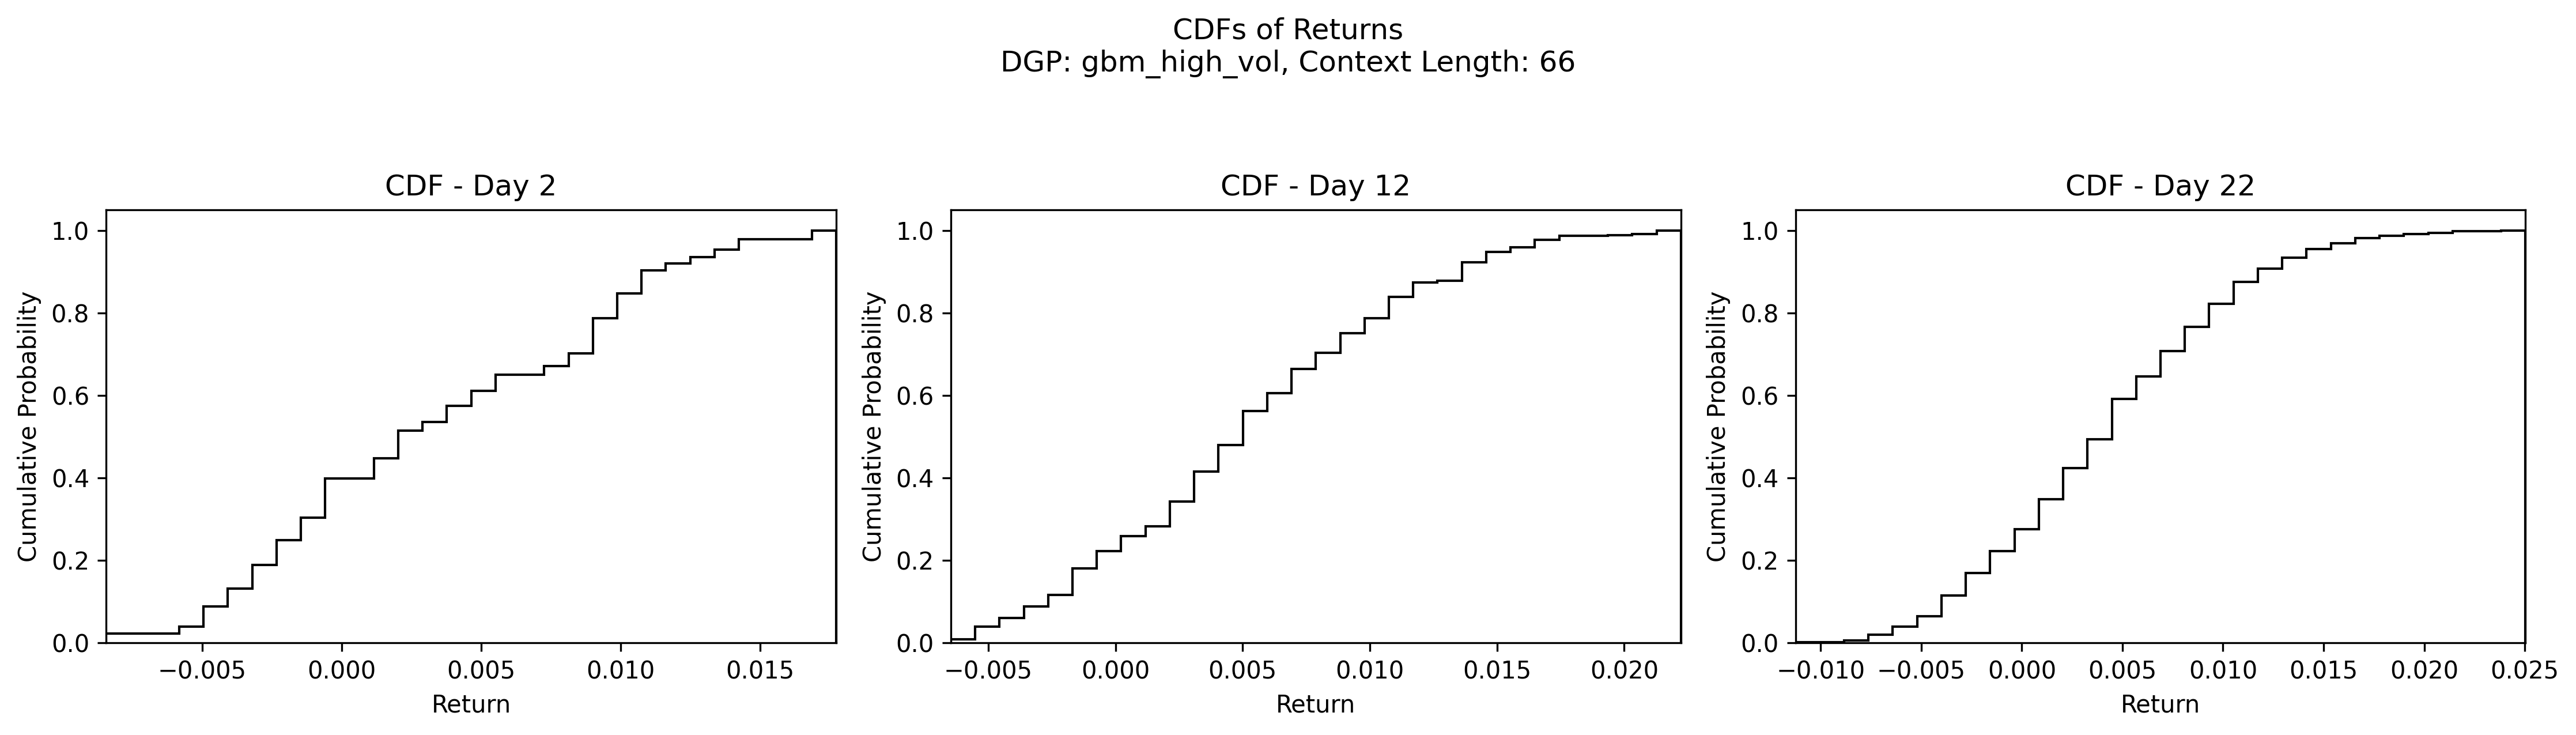 CDFs of Returns
DGP: gbm_high_vol, Context Length: 66
CDF - Day 2
1.0
0.8
0.6
0.4
0.2
0.0
Cumulative Probability
−0.005 0.000 0.005 0.010 0.015
Return
CDF - Day 12
1.0
0.8
0.6
0.4
0.2
0.0
Cumulative Probability
−0.005 0.000 0.005 0.010 0.015 0.020
Return
CDF - Day 22
1.0
0.8
0.6
0.4
0.2
0.0
Cumulative Probability
−0.010 −0.005 0.000 0.005 0.010 0.015 0.020 0.025
Return